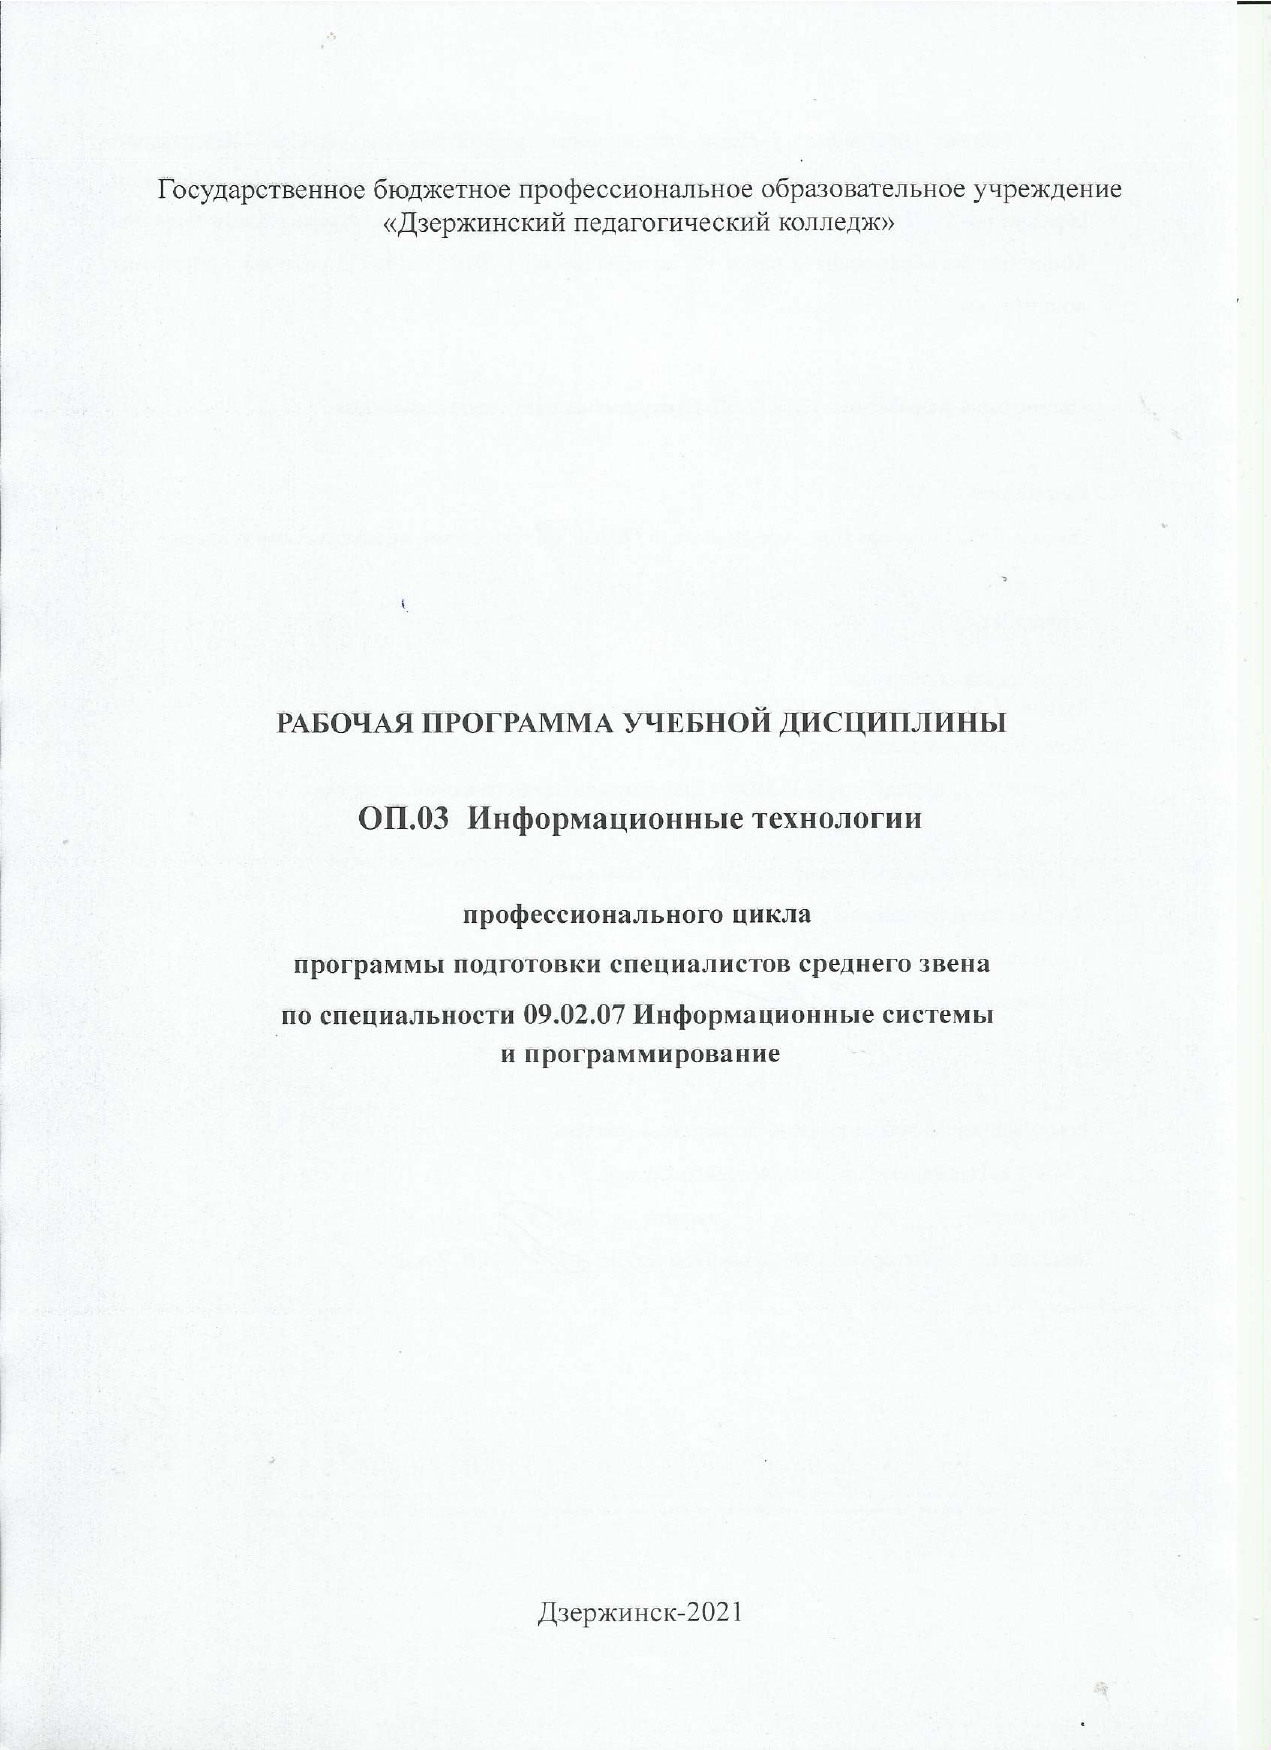 Государственное бюджетное профессиональное образовательное учреждение
«Дзержинский педагогический колледж»
РАБОЧАЯ ПРОГРАММА УЧЕБНОЙ ДИСЦИПЛИНЫ
ОП.03 Информационные технологии
профессионального цикла
программы подготовки специалистов среднего звена
по специальности 09.02.07 Информационные системы
и программирование
Дзержинск-2021